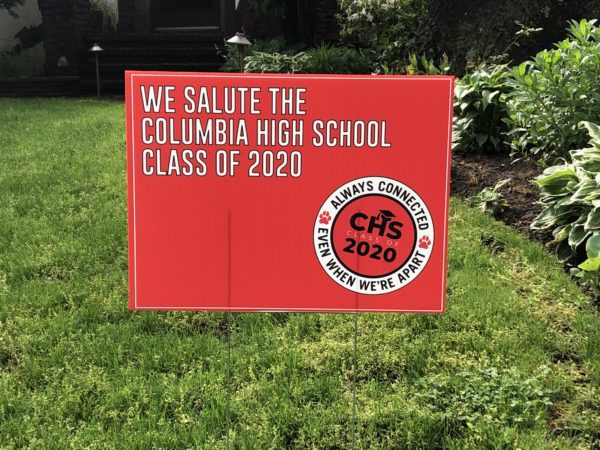 WE SALUTE THE
COLUMBIA HIGH SCHOOL
CLASS OF 2020
ALWAYS CONNECTED
CHS
CLASS OF
2020
EVEN WHEN WE'RE APART